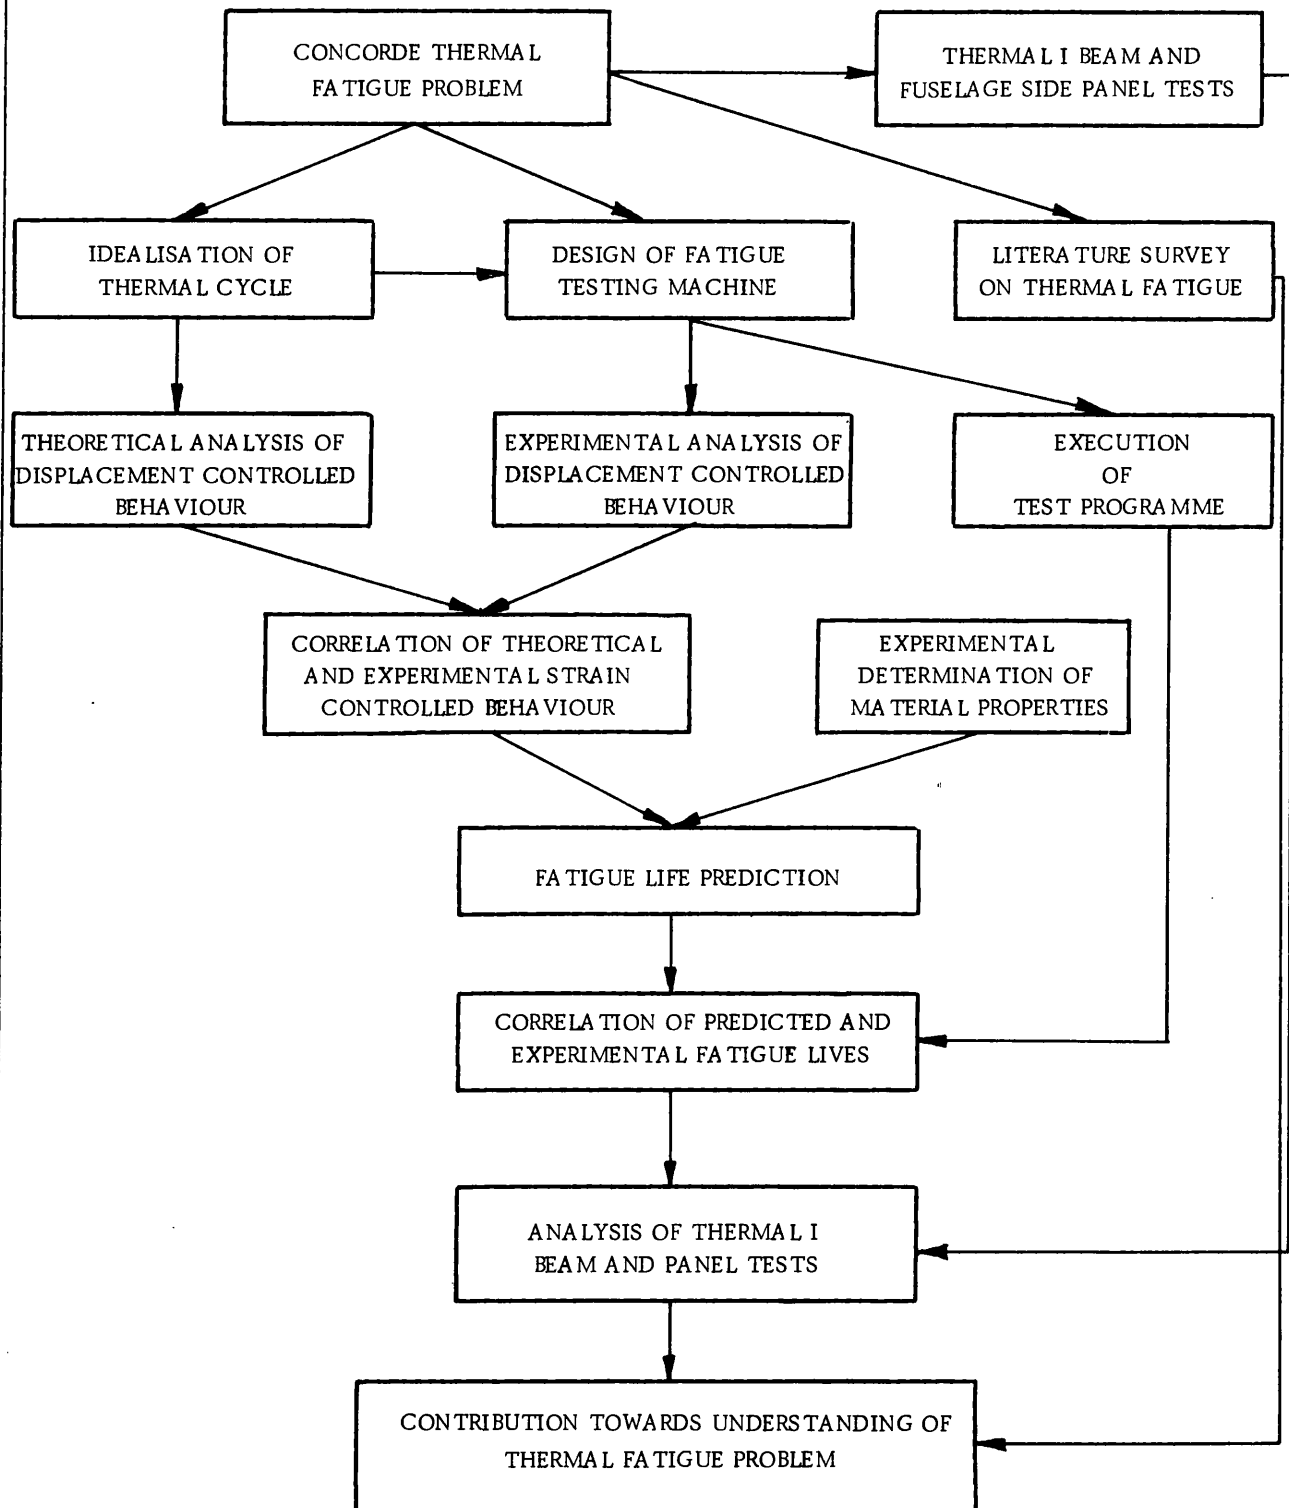 CONCORDE THERMAL
FATIGUE PROBLEM
THERMAL I BEAM AND
FUSELAGE SIDE PANEL TESTS
IDEALISATION OF
THERMAL CYCLE
DESIGN OF FATIGUE
TESTING MACHINE
LITERATURE SURVEY
ON THERMAL FATIGUE
THEORETICAL ANALYSIS OF
DISPLACEMENT CONTROLLED
BEHAVIOUR
EXPERIMENTAL ANALYSIS OF
DISPLACEMENT CONTROLLED
BEHAVIOUR
EXECUTION
OF
TEST PROGRAMME
CORRELATION OF THEORETICAL
AND EXPERIMENTAL STRAIN
CONTROLLED BEHAVIOUR
EXPERIMENTAL
DETERMINATION OF
MATERIAL PROPERTIES
FATIGUE LIFE PREDICTION
CORRELATION OF PREDICTED AND
EXPERIMENTAL FATIGUE LIVES
ANALYSIS OF THERMAL I
BEAM AND PANEL TESTS
CONTRIBUTION TOWARDS UNDERSTANDING OF
THERMAL FATIGUE PROBLEM